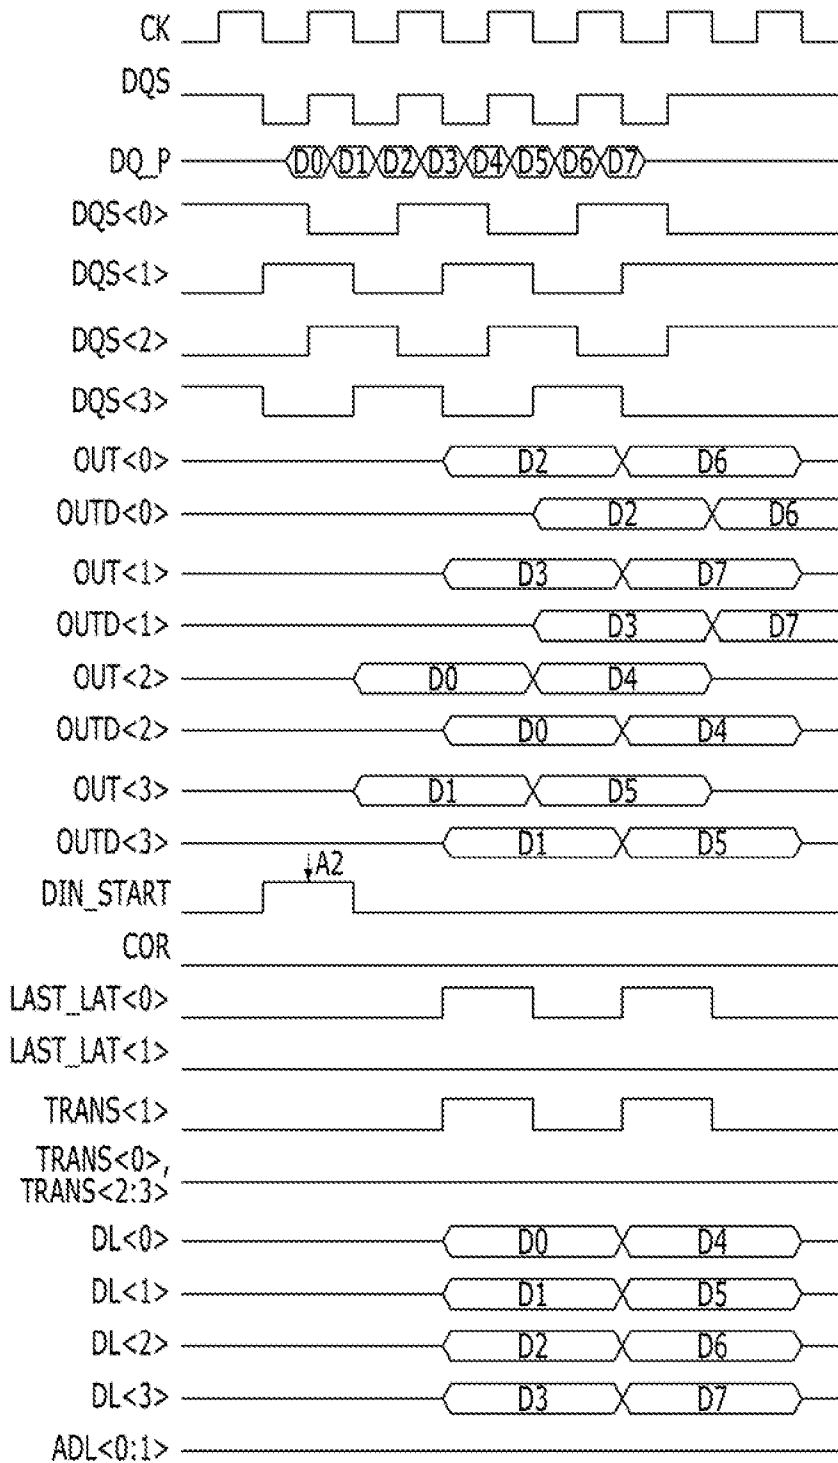 CK
DQS
DQ_P D0 D1 D2 D3 D4 D5 D6 D7
DQS<0>
DQS<1>
DQS<2>
DQS<3>
OUT<0> D2 D6
OUTD<0> D2 D6
OUT<1> D3 D7
OUTD<1> D3 D7
OUT<2> D0 D4
OUTD<2> D0 D4
OUT<3> D1 D5
OUTD<3> D1 D5
A2
DIN_START
COR
LAST_LAT<0>
LAST_LAT<1>
TRANS<1>
TRANS<0>,
TRANS<2:3>
DL<0> D0 D4
DL<1> D1 D5
DL<2> D2 D6
DL<3> D3 D7
ADL<0:1>